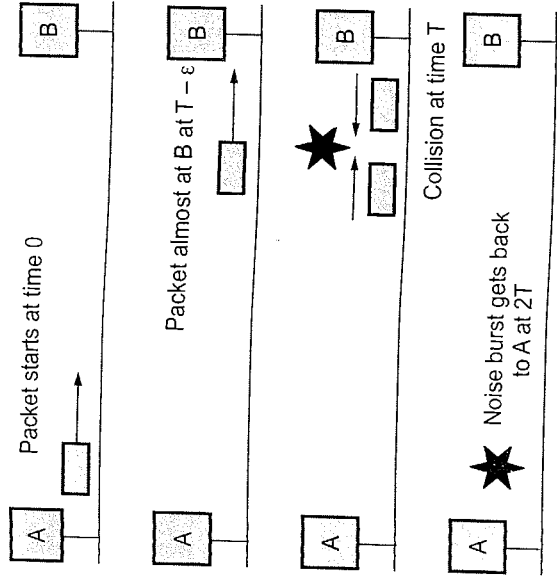 A
Packet starts at time 0
B
A
Packet almost at B at T – ε
B
A
B
Collision at time T
A
Noise burst gets back
to A at 2T
B